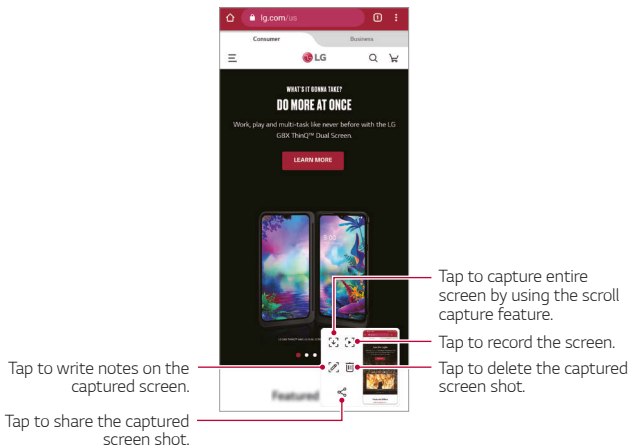 lg.com/us
1
Consumer
Business
LG
WHAT'S IT GONNA TAKE?
DO MORE AT ONCE
Work, play and multi-task like never before with the LG
G8X ThinQ™ Dual Screen.
LEARN MORE
Featured
Tap to capture entire
screen by using the scroll
capture feature.
Tap to record the screen.
Tap to delete the captured
screen shot.
Tap to write notes on the
captured screen.
Tap to share the captured
screen shot.